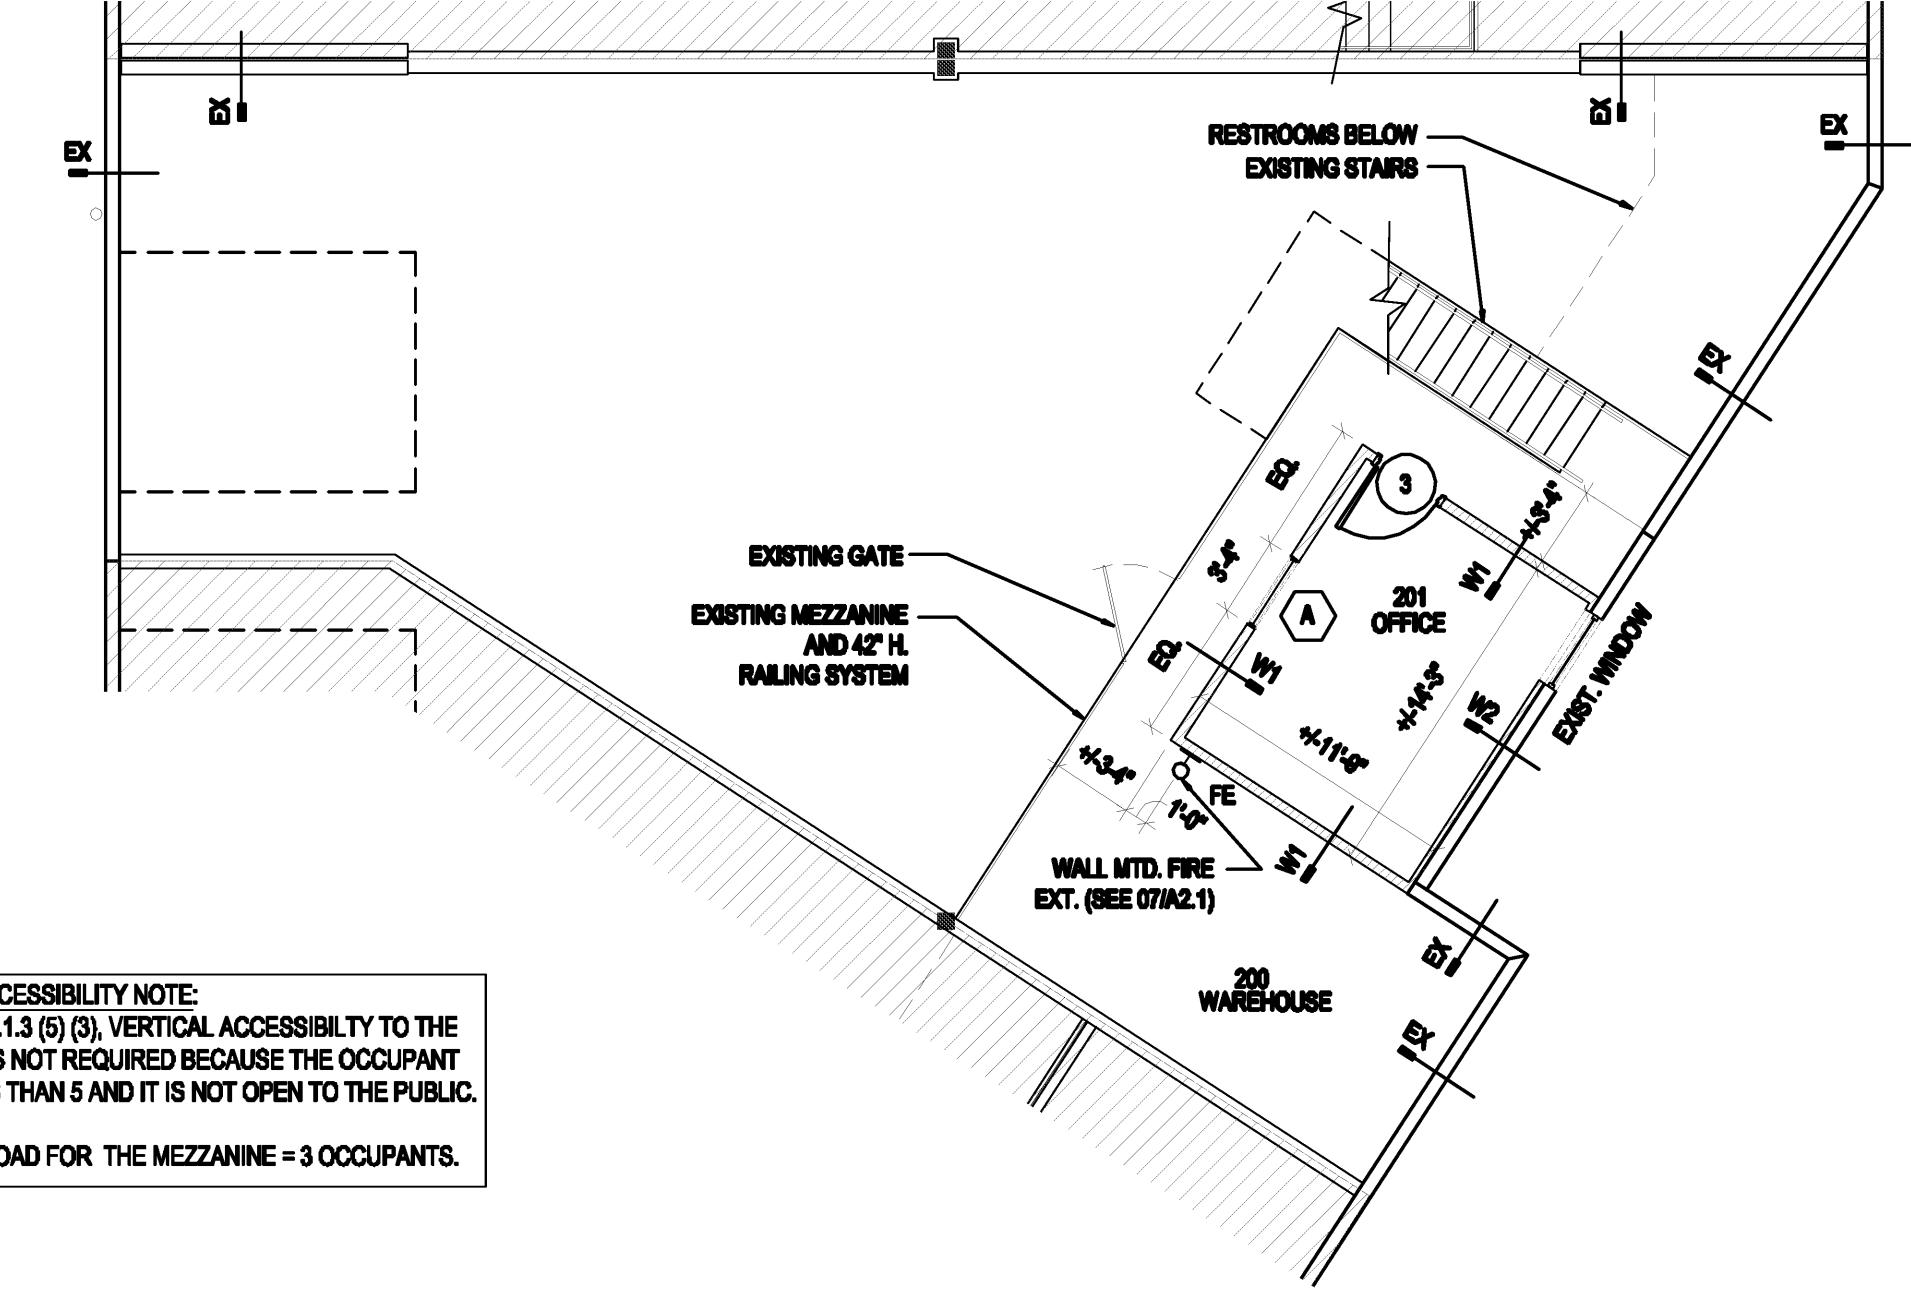 EX
EX
EX
EX
RESTROOMS BELOW
EXISTING STAIRS
EX
EQ.
3
+/-3'-4"
EXISTING GATE
3'-4"
W1
201
OFFICE
A
EXISTING MEZZANINE
AND 42" H.
RAILING SYSTEM
EQ.
W1
+/-14'-3"
W2
EXIST. WINDOW
+/-11'-9"
+/-3-4"
FE
1'-0"
WALL MTD. FIRE
EXT. (SEE 07/A2.1)
W1
EX
200
WAREHOUSE
EX
CESSIBILITY NOTE:
.1.3 (5) (3), VERTICAL ACCESSIBILTY TO THE
S NOT REQUIRED BECAUSE THE OCCUPANT
S THAN 5 AND IT IS NOT OPEN TO THE PUBLIC.
OAD FOR THE MEZZANINE = 3 OCCUPANTS.